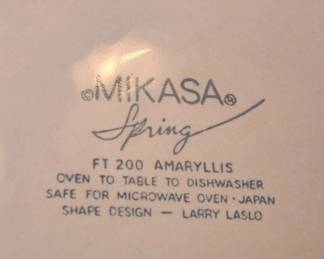 ©MIKASA®
Spring
FT 200 AMARYLLIS
OVEN TO TABLE TO DISHWASHER
SAFE FOR MICROWAVE OVEN · JAPAN
SHAPE DESIGN — LARRY LASLO